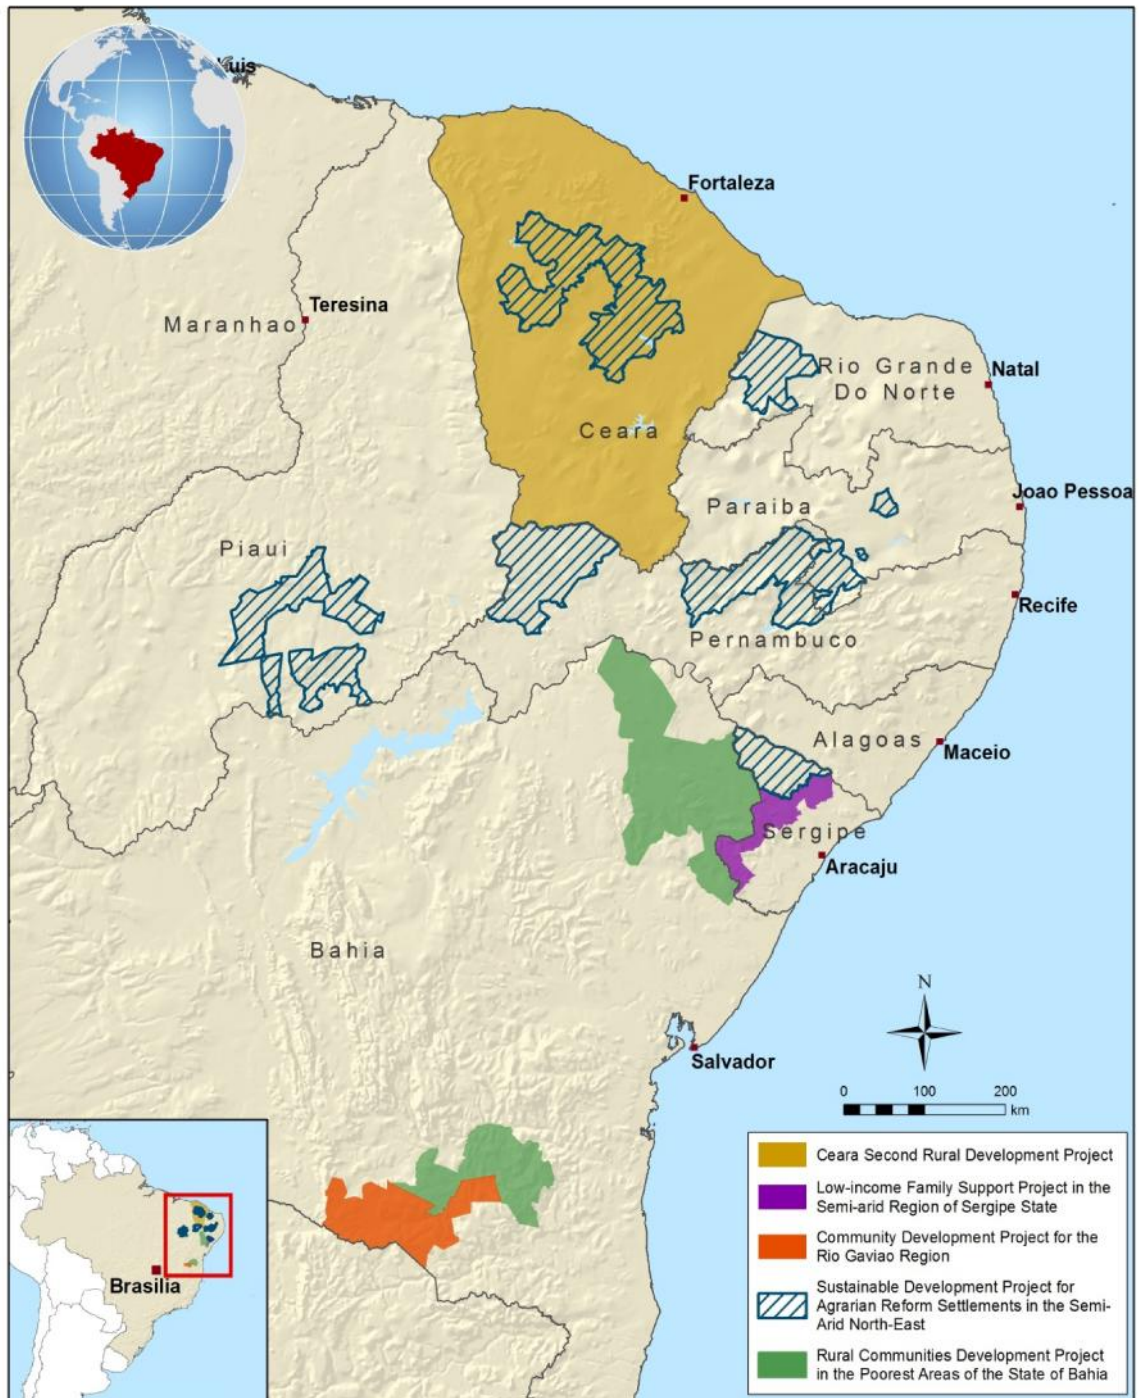 uis
Fortaleza
Teresina
Maranhao
Rio Grande
Do Norte
Natal
Ceara
Joao Pessoa
Paraiba
Piaui
Recife
Pernambuco
Alagoas
Maceio
Sergipe
Aracaju
Bahia
N
Salvador
0 100 200
km
Ceara Second Rural Development Project
Low-income Family Support Project in the
Semi-arid Region of Sergipe State
Community Development Project for the
Rio Gaviao Region
Sustainable Development Project for
Agrarian Reform Settlements in the Semi-
Arid North-East
Rural Communities Development Project
in the Poorest Areas of the State of Bahia
Brasilia